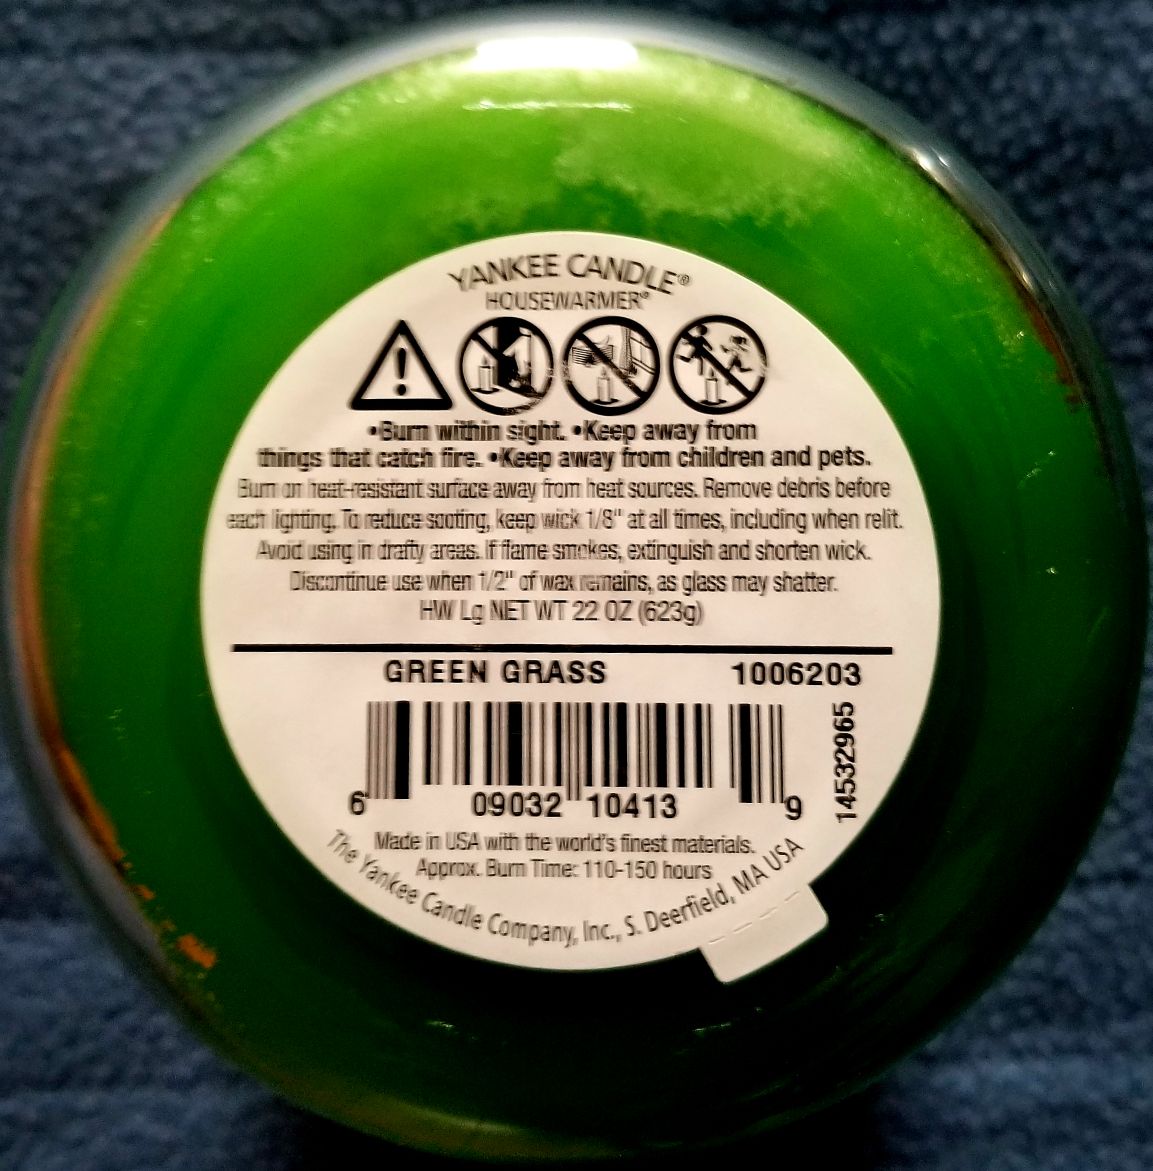 YANKEE CANDLE®
HOUSEWARMER®
•Burn within sight. •Keep away from
things that catch fire. •Keep away from children and pets.
Burn on heat-resistant surface away from heat sources. Remove debris before
each lighting. To reduce sooting, keep wick 1/8" at all times, including when relit.
Avoid using in drafty areas. If flame smokes, extinguish and shorten wick.
Discontinue use when 1/2" of wax remains, as glass may shatter.
HW Lg NET WT 22 OZ (623g)
GREEN GRASS 1006203
14532965
6 09032 10413 9
Made in USA with the world's finest materials.
Approx. Burn Time: 110-150 hours
The Yankee Candle Company, Inc., S. Deerfield, MA USA